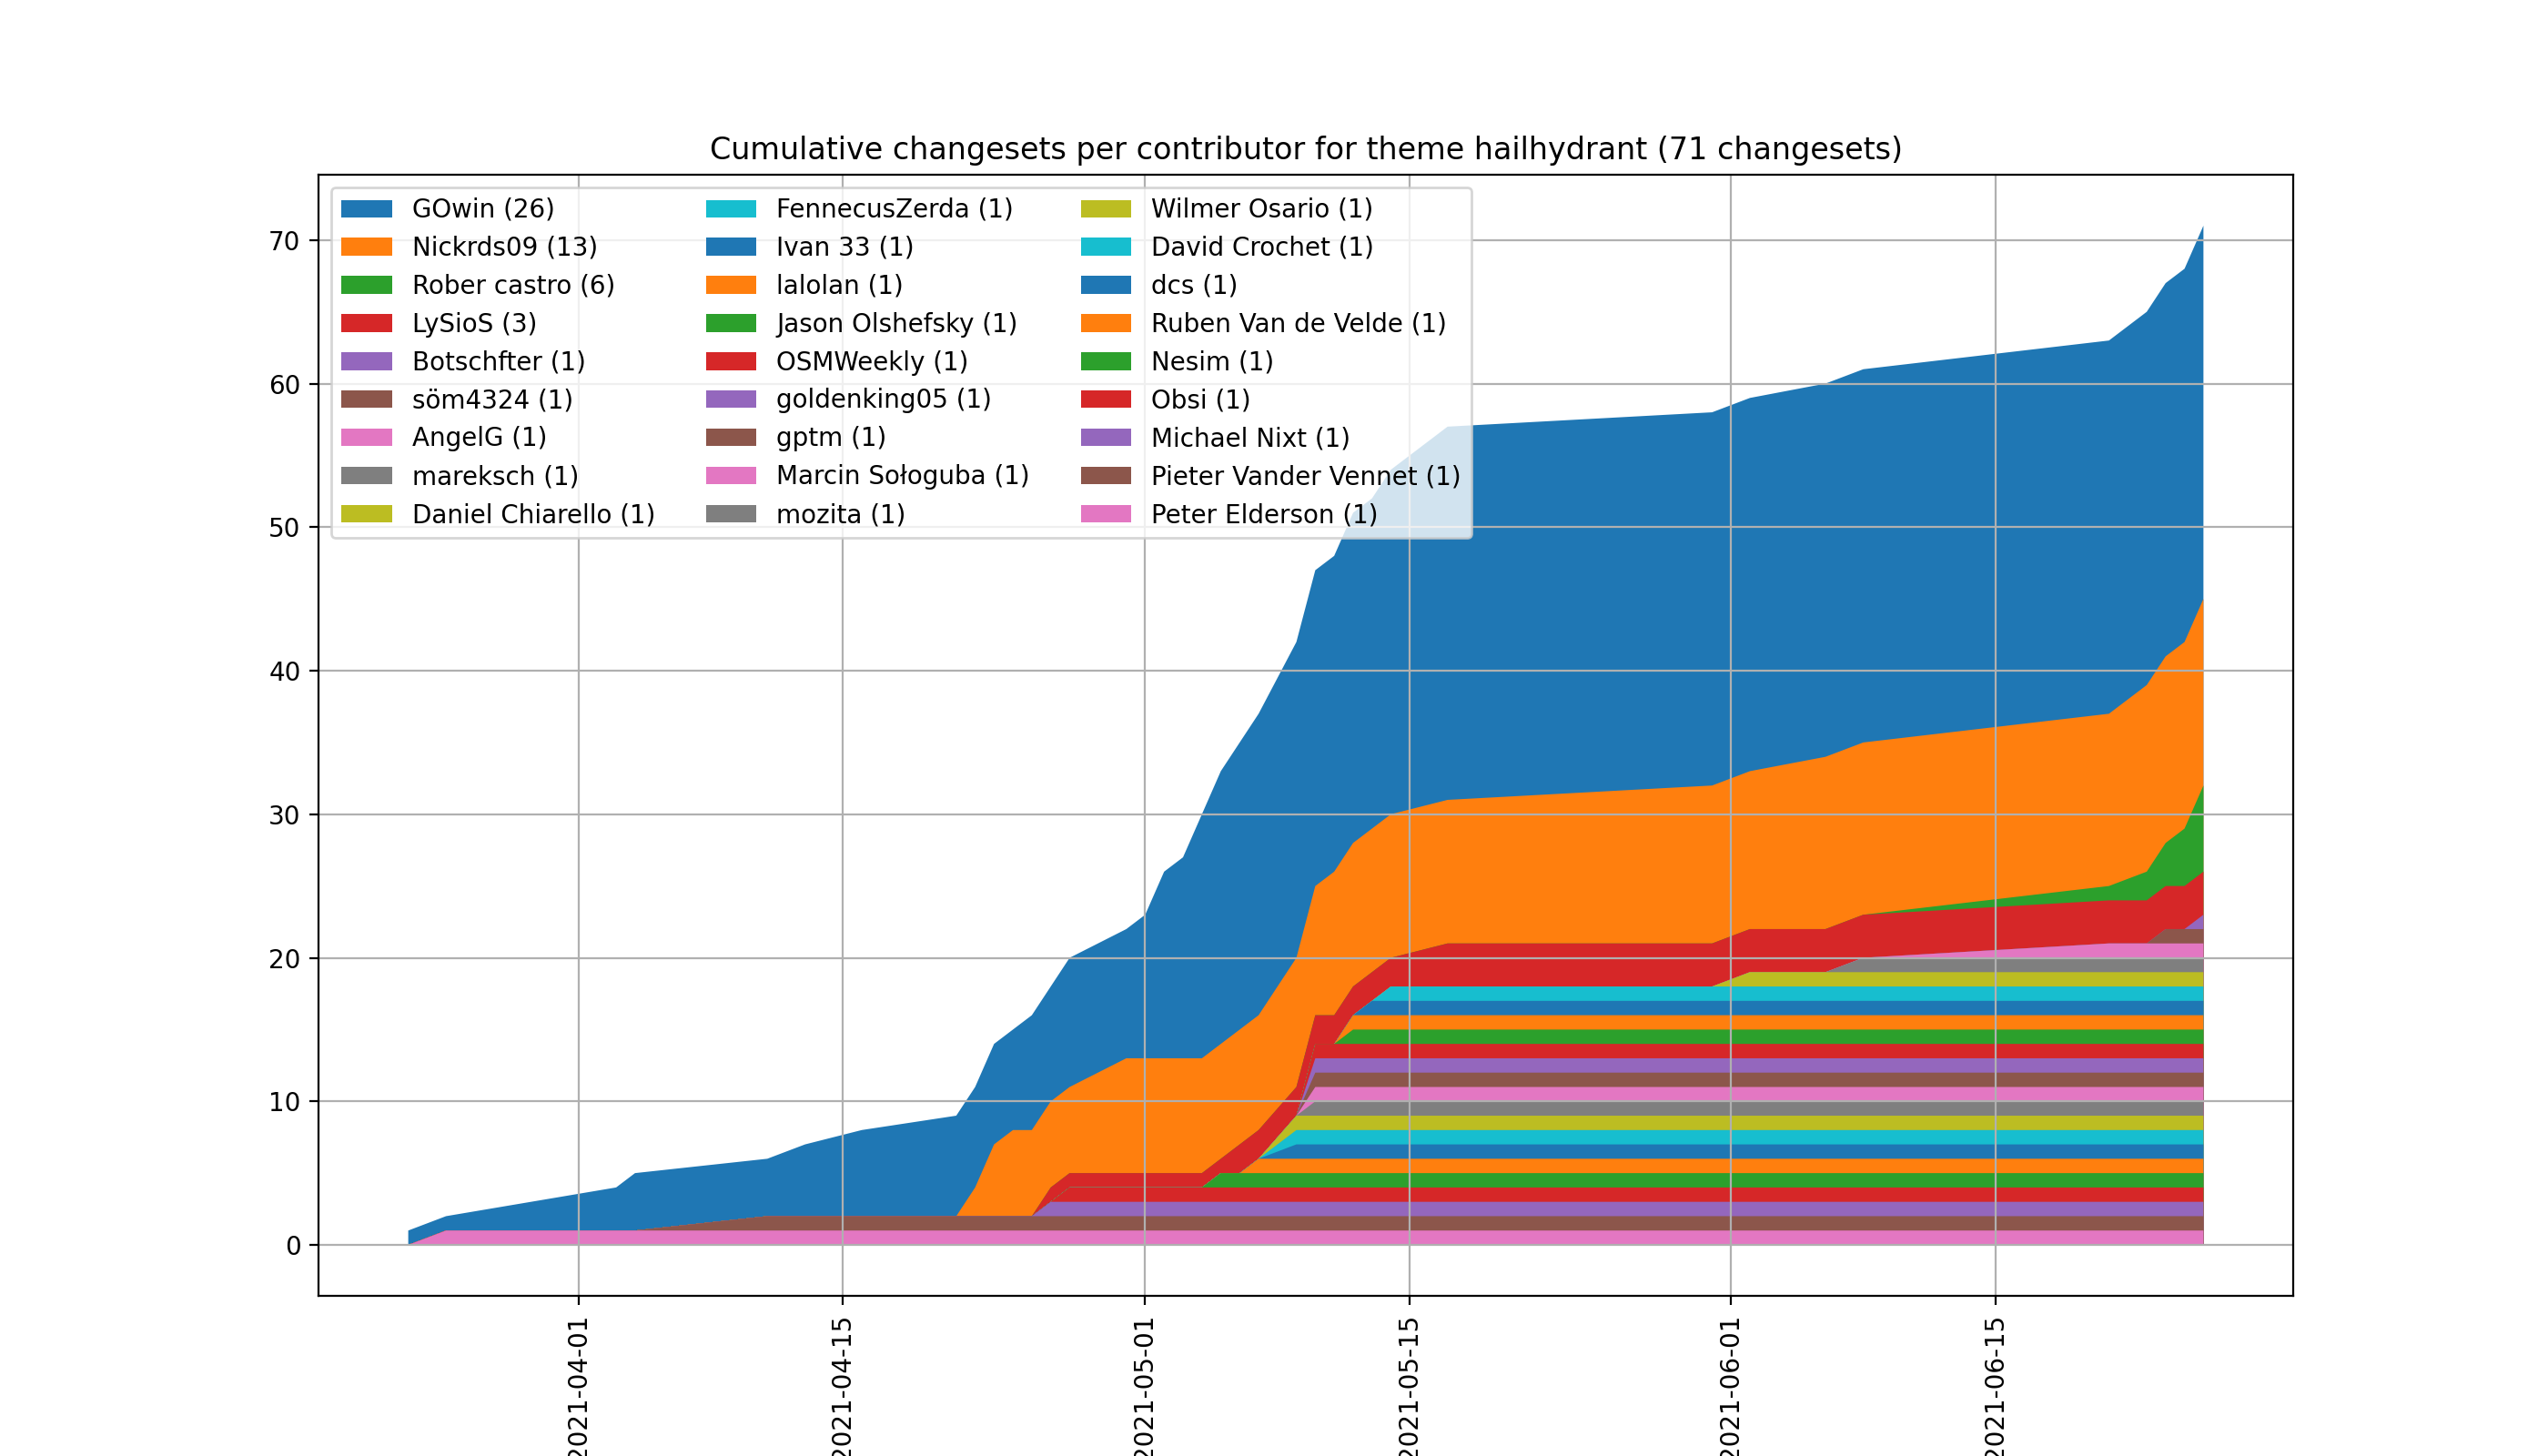 Cumulative changesets per contributor for theme hailhydrant (71 changesets)
GOwin (26)
Nickrds09 (13)
Rober castro (6)
LySioS (3)
Botschfter (1)
söm4324 (1)
AngelG (1)
mareksch (1)
Daniel Chiarello (1)
FennecusZerda (1)
Ivan 33 (1)
lalolan (1)
Jason Olshefsky (1)
OSMWeekly (1)
goldenking05 (1)
gptm (1)
Marcin Sołoguba (1)
mozita (1)
Wilmer Osario (1)
David Crochet (1)
dcs (1)
Ruben Van de Velde (1)
Nesim (1)
Obsi (1)
Michael Nixt (1)
Pieter Vander Vennet (1)
Peter Elderson (1)
70
60
50
40
30
20
10
0
2021-04-01
2021-04-15
2021-05-01
2021-05-15
2021-06-01
2021-06-15